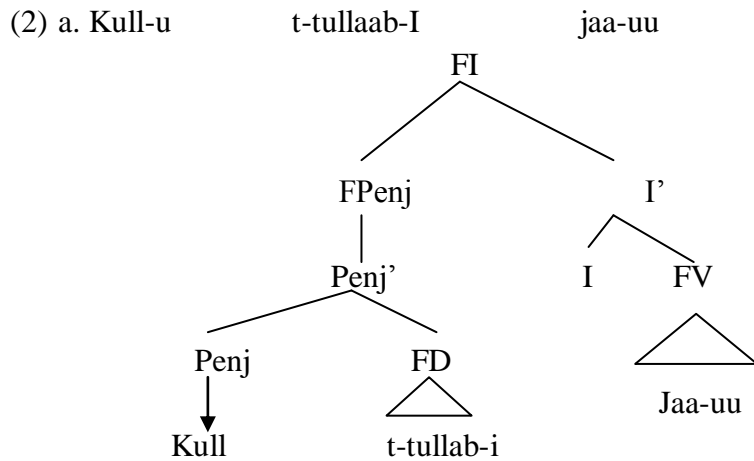 (2) a. Kull-u t-tullaab-I jaa-uu
FI
FPenj I’
Penj’ I FV
Penj FD
Jaa-uu
Kull t-tullab-i